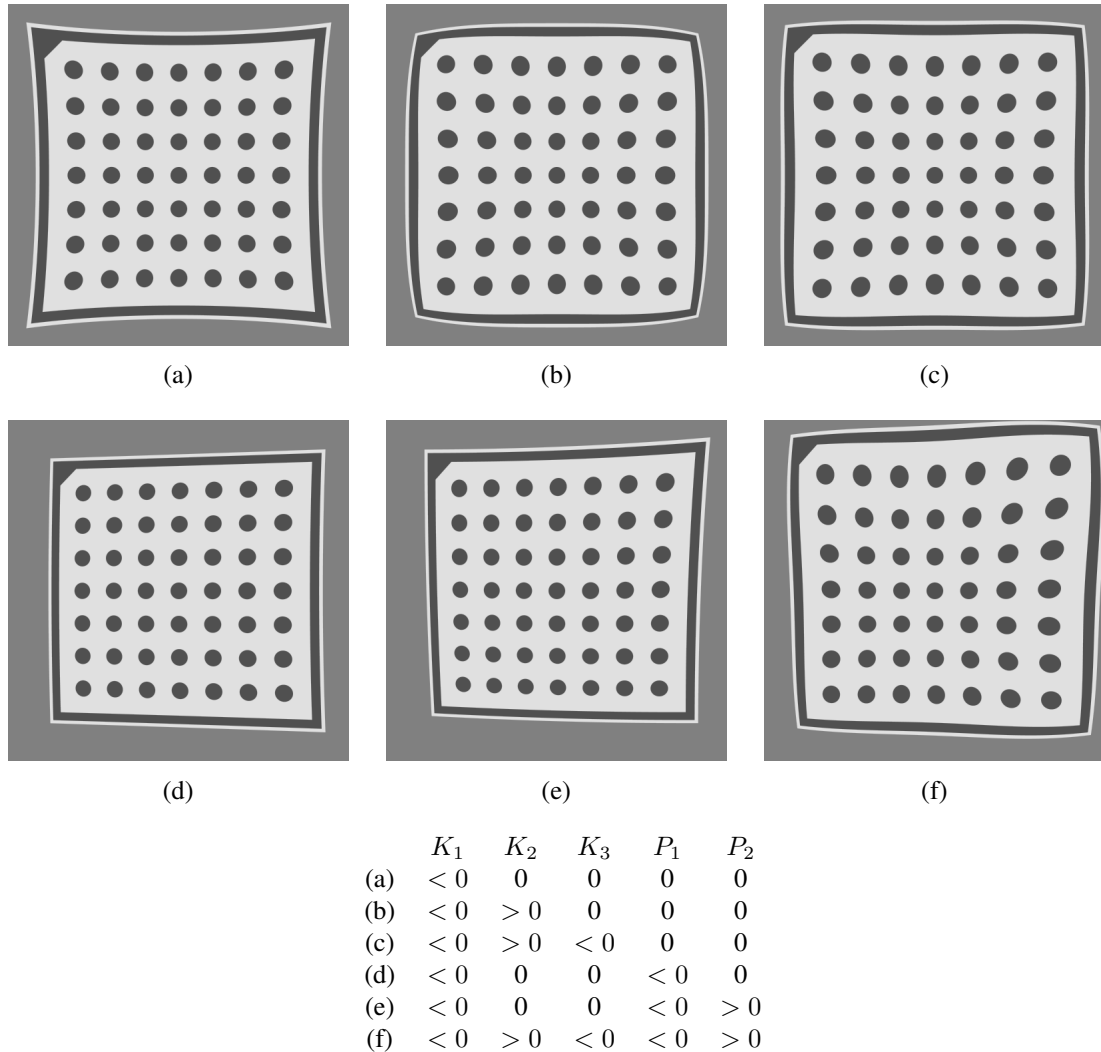 (a) (b) (c)
(d) (e) (f)
K₁ K₂ K₃ P₁ P₂
(a) < 0 0 0 0 0
(b) < 0 > 0 0 0 0
(c) < 0 > 0 < 0 0 0
(d) < 0 0 0 < 0 0
(e) < 0 0 0 < 0 > 0
(f) < 0 > 0 < 0 < 0 > 0